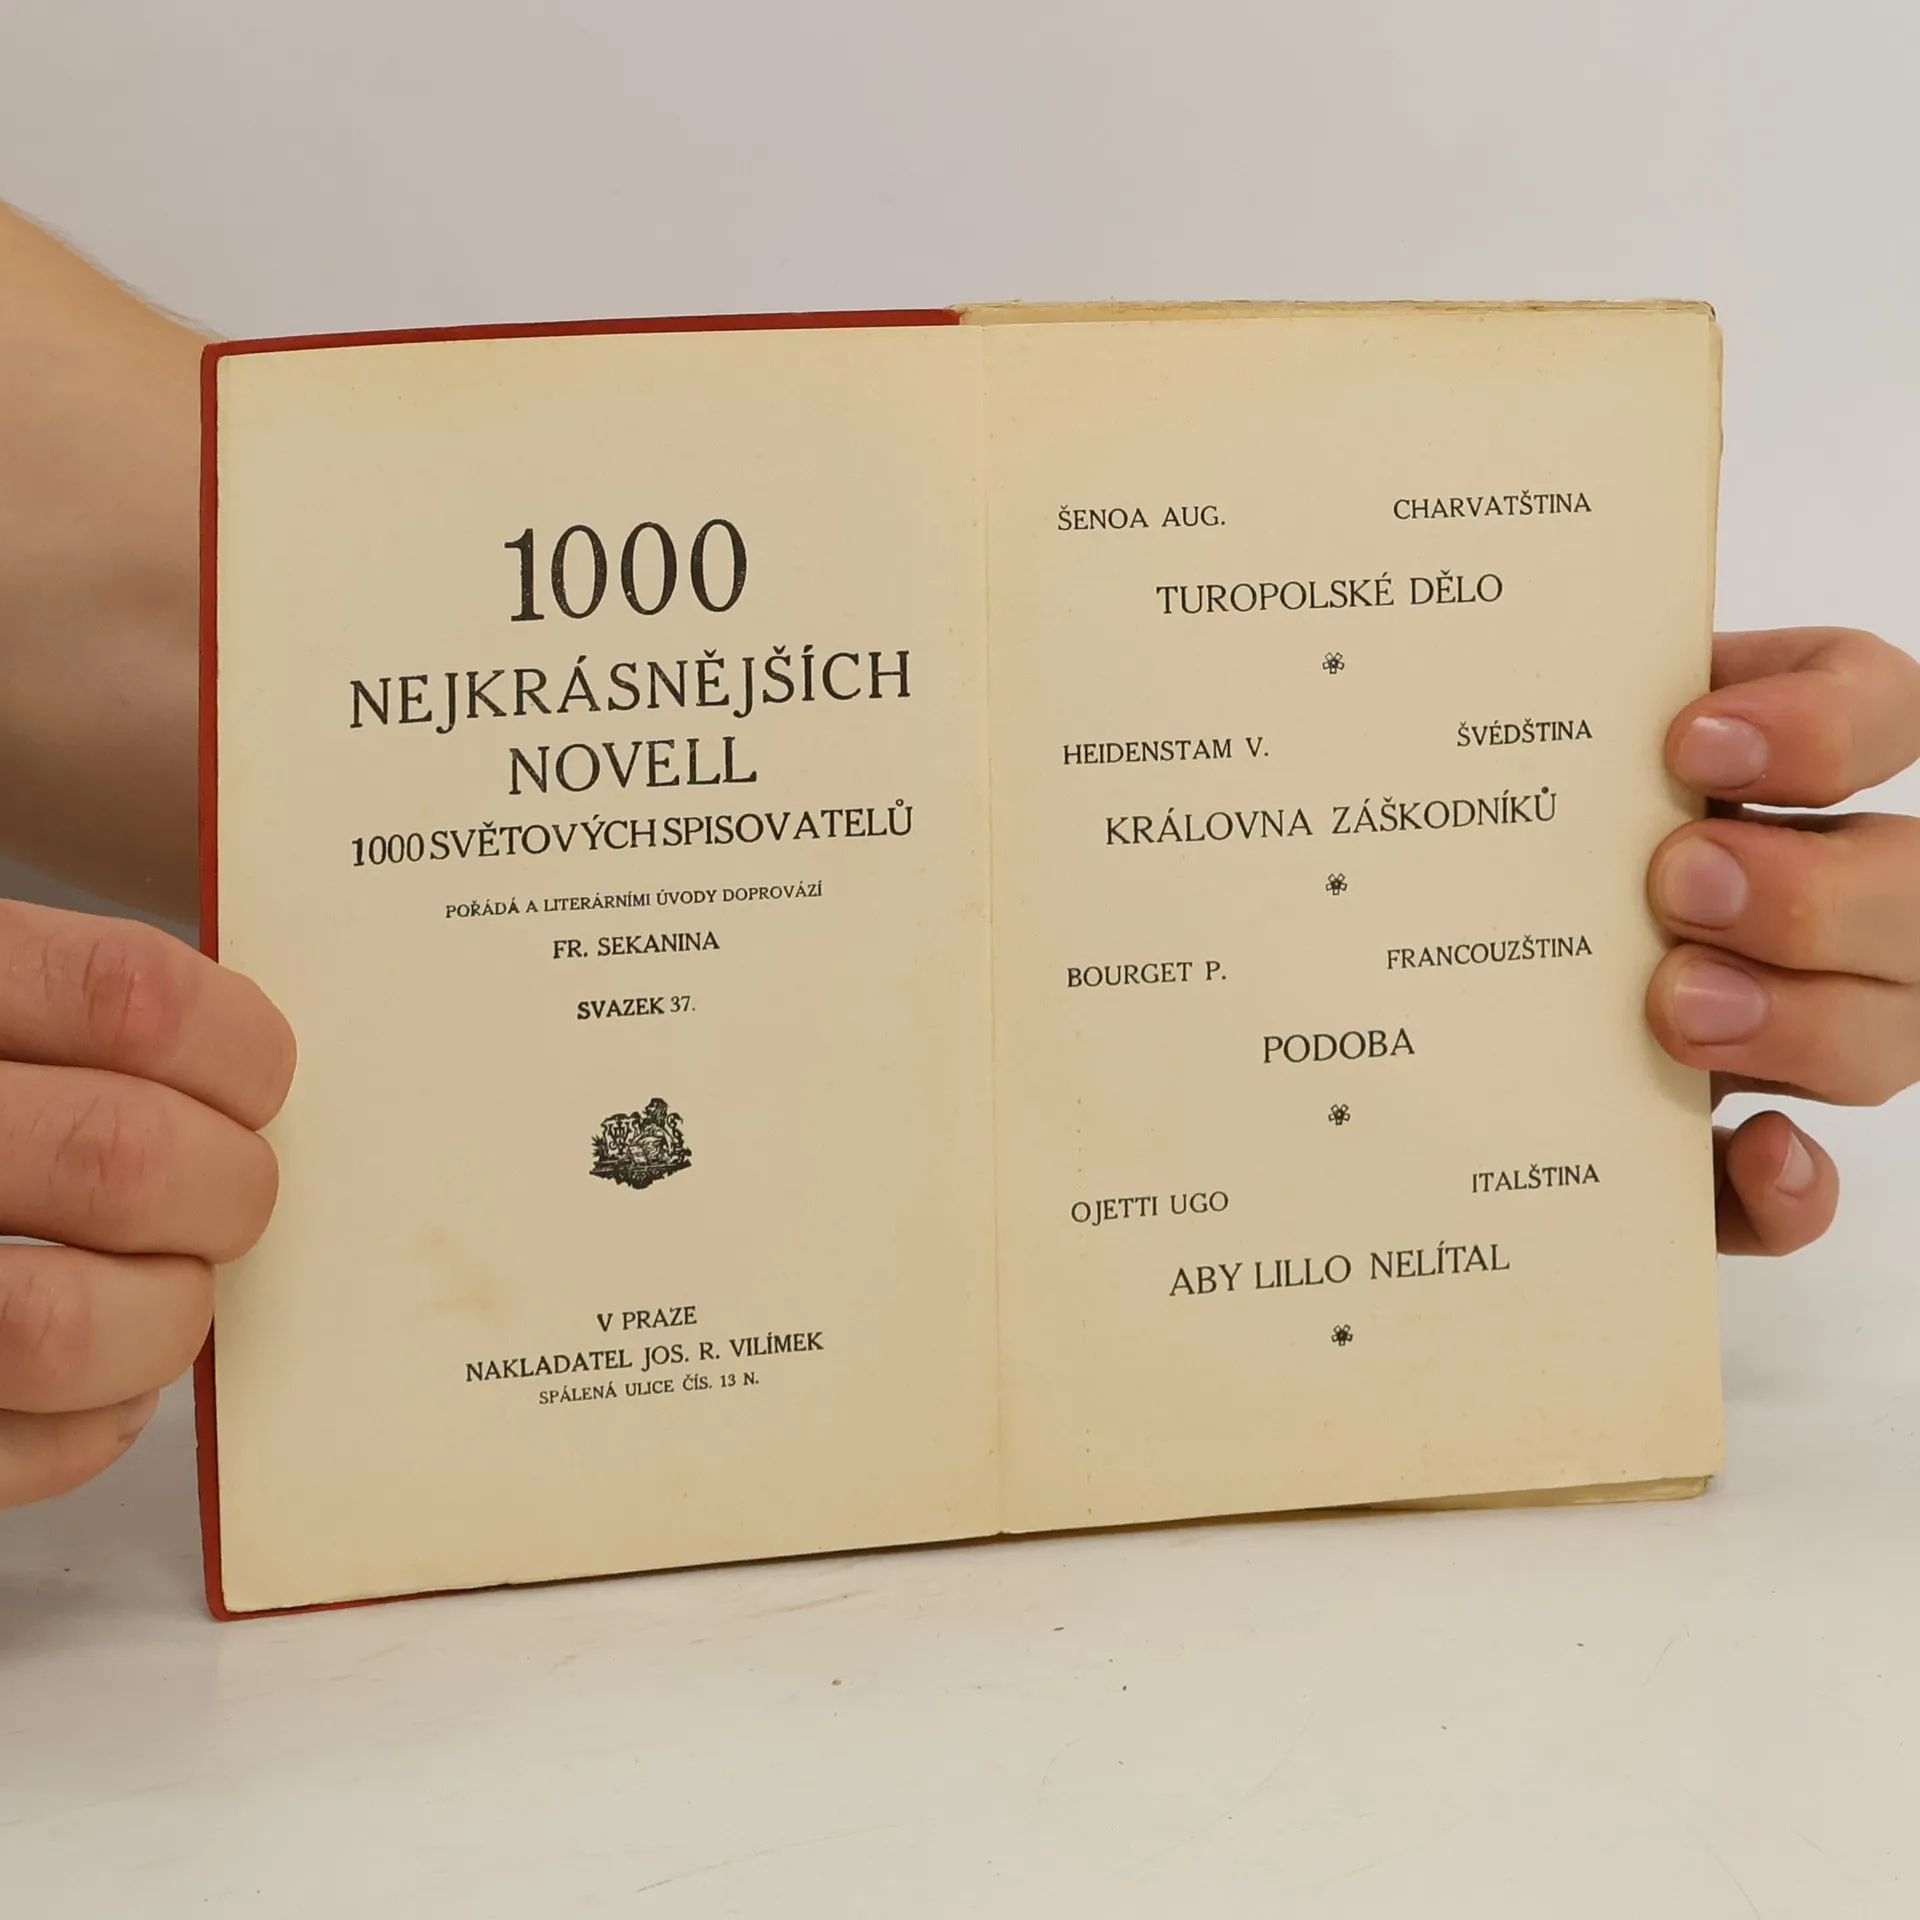 1000
NEJKRÁSNĚJŠÍCH
NOVELL
1000 SVĚTOVÝCH SPISOVATELŮ
POŘÁDÁ A LITERÁRNÍMI ÚVODY DOPROVÁZÍ
FR. SEKANINA
SVAZEK 37.
V PRAZE
NAKLADATEL JOS. R. VILÍMEK
SPÁLENÁ ULICE ČÍS. 13 N.
ŠENOA AUG. CHARVATŠTINA
TUROPOLSKÉ DĚLO
HEIDENSTAM V. ŠVÉDŠTINA
KRÁLOVNA ZÁŠKODNÍKŮ
BOURGET P. FRANCOUZŠTINA
PODOBA
OJETTI UGO ITALŠTINA
ABY LILLO NELÍTAL